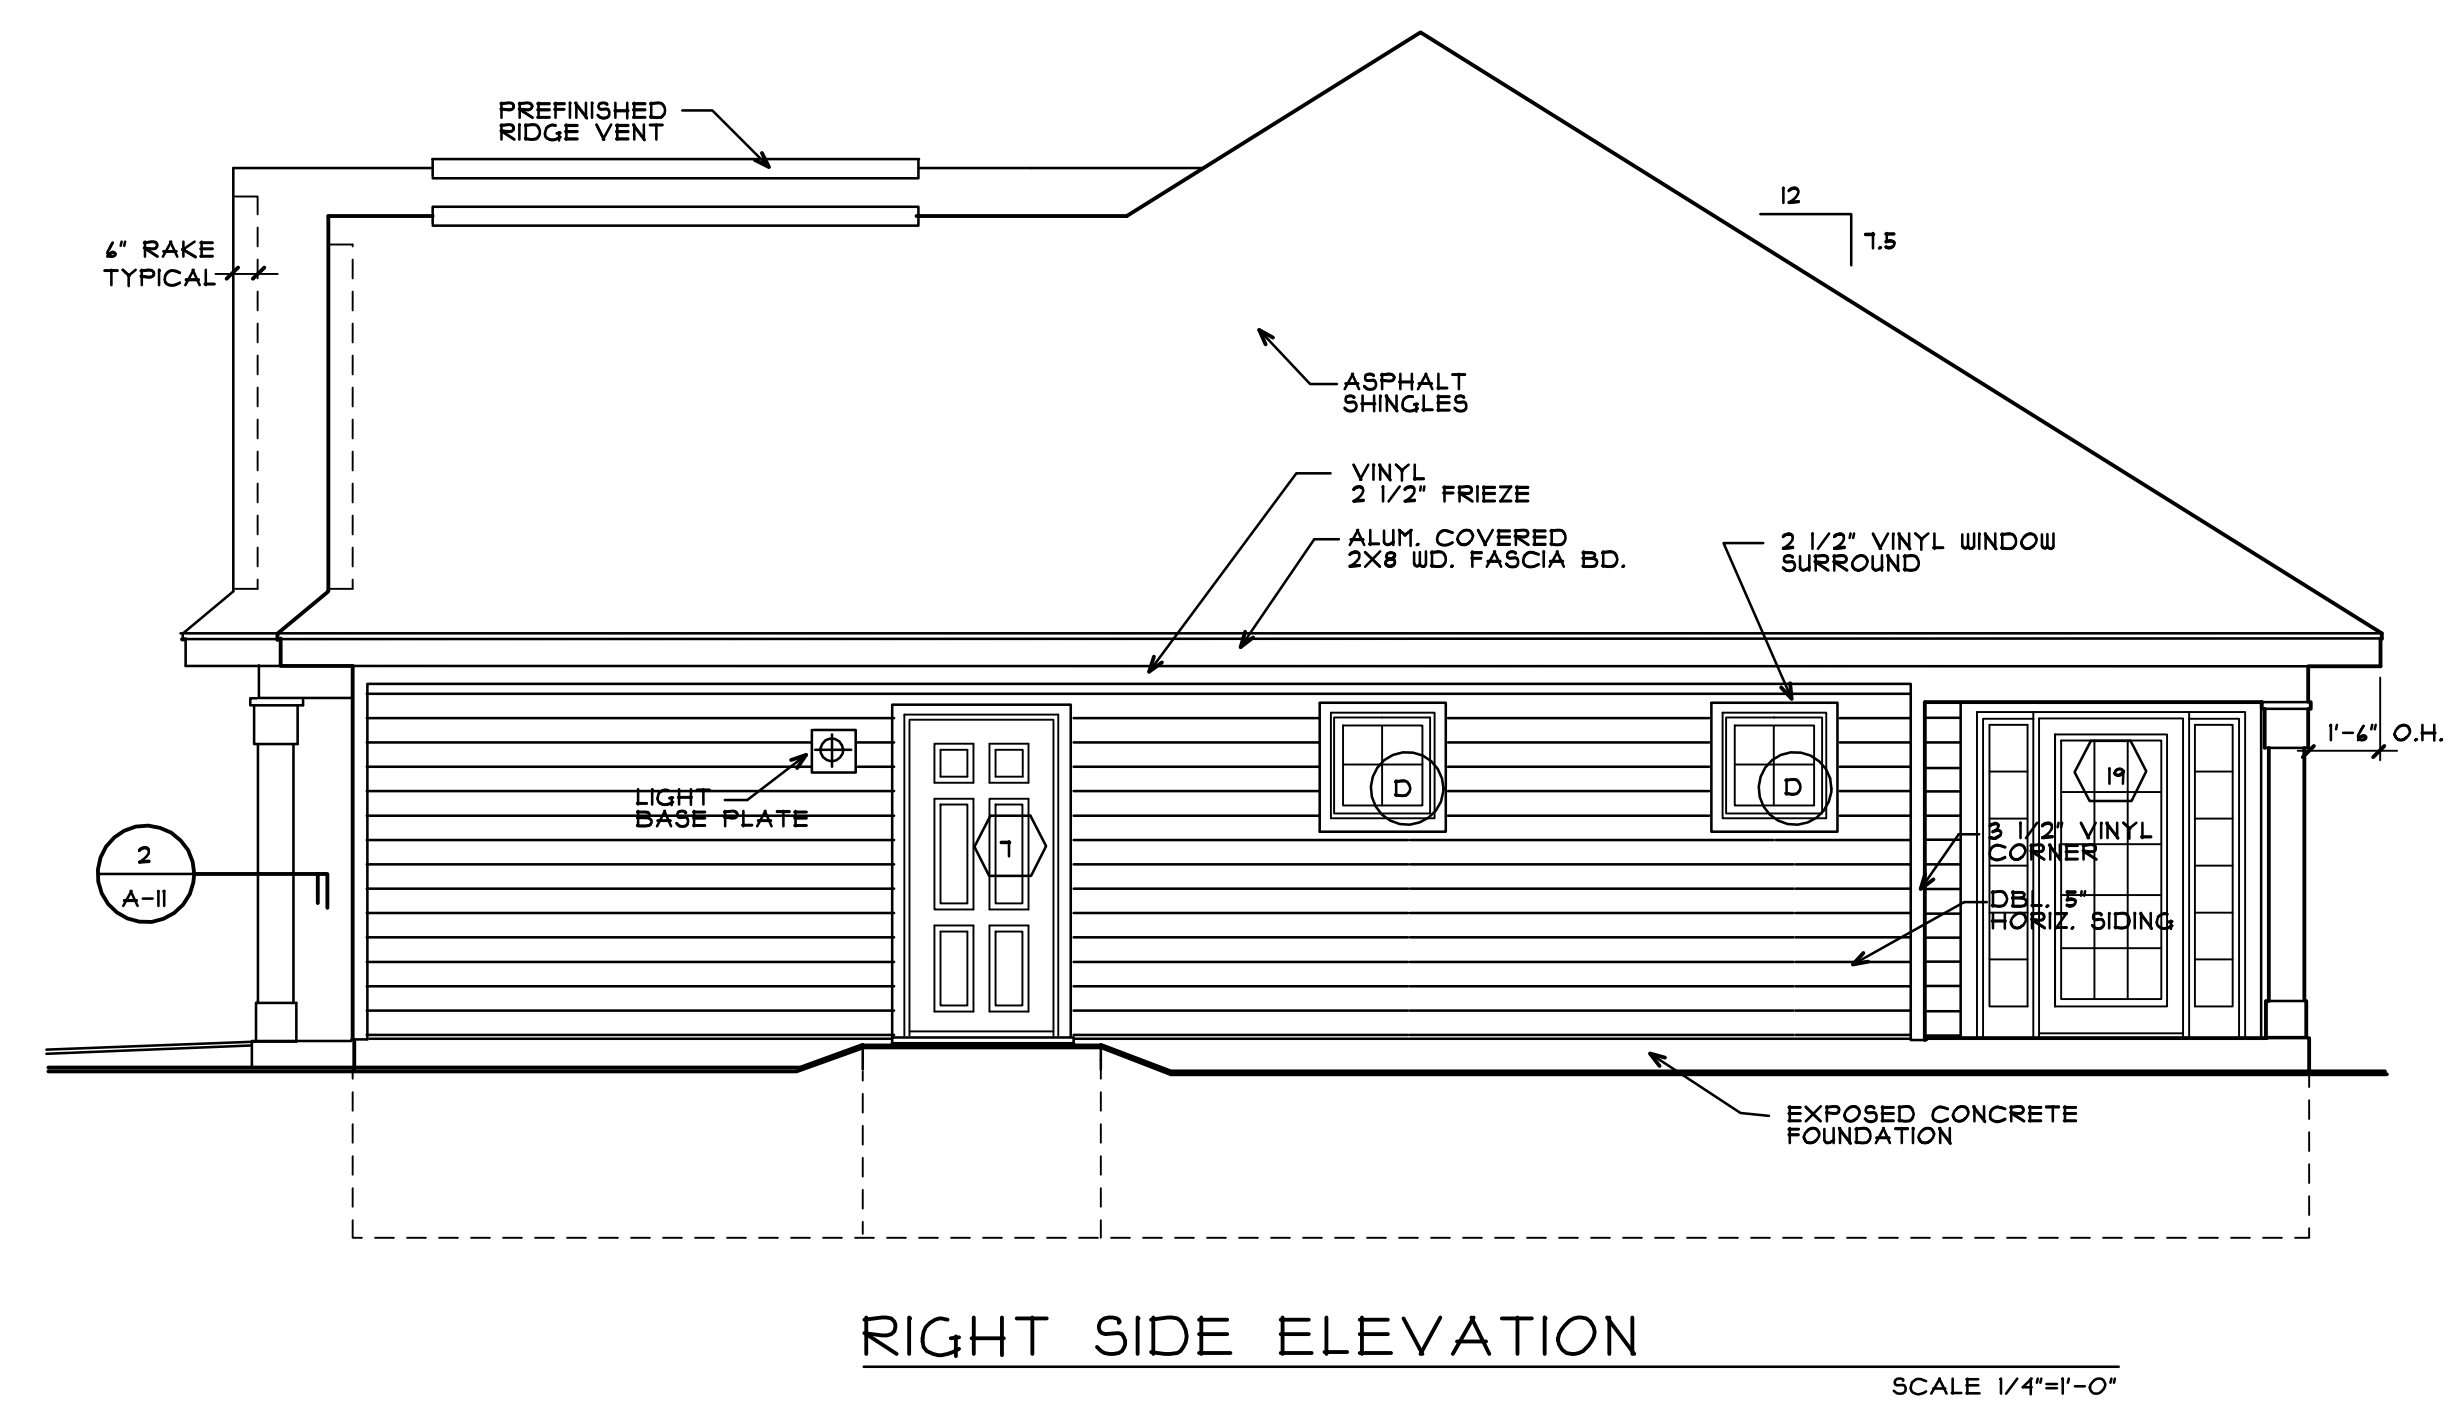 PREFINISHED
RIDGE VENT
12
7.5
6" RAKE
TYPICAL
ASPHALT
SHINGLES
VINYL
2 1/2" FRIEZE
ALUM. COVERED
2X8 WD. FASCIA BD.
2 1/2" VINYL WINDOW
SURROUND
1'-6" O.H.
LIGHT
BASE PLATE
D
D
19
7
3 1/2" VINYL
CORNER
2
A-11
DBL. 5"
HORIZ. SIDING
EXPOSED CONCRETE
FOUNDATION
RIGHT SIDE ELEVATION
SCALE 1/4"=1'-0"